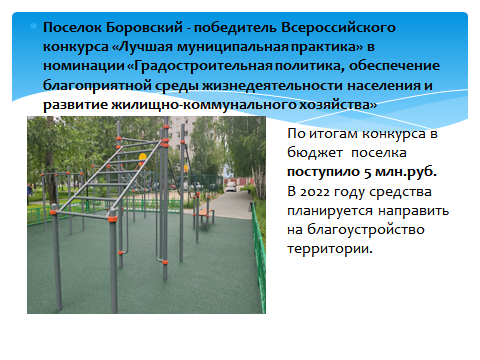 Поселок Боровский - победитель Всероссийского
конкурса «Лучшая муниципальная практика» в
номинации «Градостроительная политика, обеспечение
благоприятной среды жизнедеятельности населения и
развитие жилищно-коммунального хозяйства»
По итогам конкурса в
бюджет поселка
поступило 5 млн.руб.
В 2022 году средства
планируется направить
на благоустройство
территории.